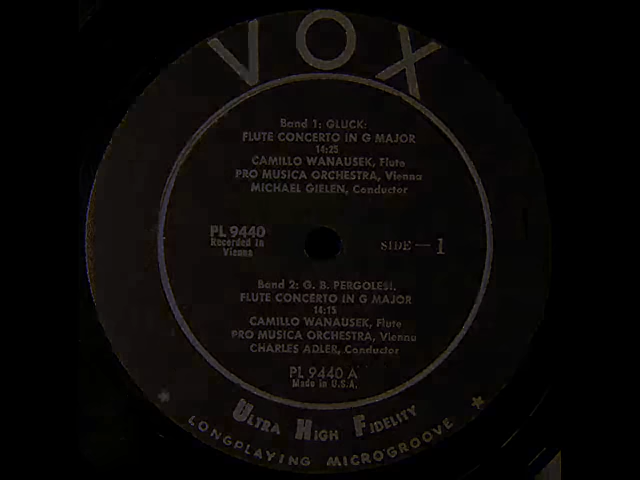 VOX
Band 1: GLUCK:
FLUTE CONCERTO IN G MAJOR
14:25
CAMILLO WANAUSEK, Flute
PRO MUSICA ORCHESTRA, Vienna
MICHAEL GIELEN, Conductor
PL 9440
Recorded In
Vienna
SIDE — 1
Band 2: G. B. PERGOLESI.
FLUTE CONCERTO IN G MAJOR
14:15
CAMILLO WANAUSEK, Flute
PRO MUSICA ORCHESTRA, Vienna
CHARLES ADLER, Conductor
PL 9440 A
Made in U.S.A.
ULTRA HIGH FIDELITY
* LONGPLAYING MICROGROOVE *